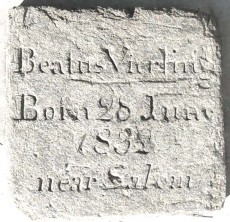 Beatus Vierling
Born 28 June
1832
near Salem